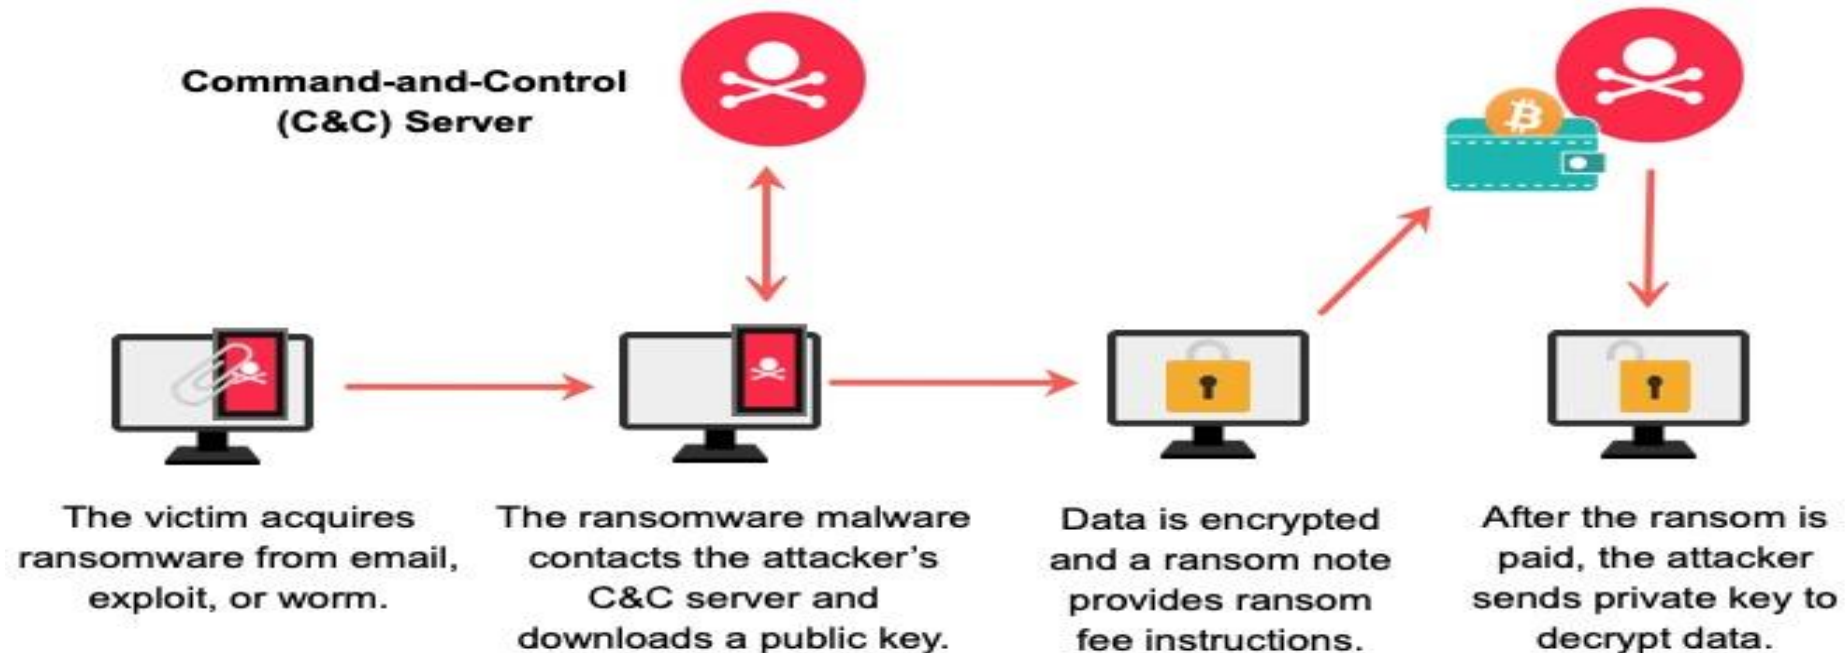 Command-and-Control
(C&C) Server
The victim acquires
ransomware from email,
exploit, or worm.
The ransomware malware
contacts the attacker's
C&C server and
downloads a public key.
Data is encrypted
and a ransom note
provides ransom
fee instructions.
After the ransom is
paid, the attacker
sends private key to
decrypt data.